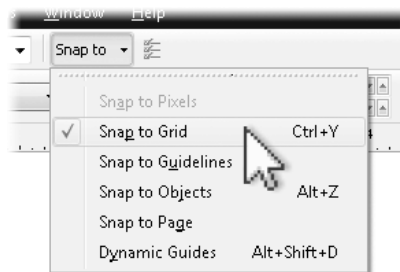 Window Help
Snap to
Snap to Pixels
Snap to Grid Ctrl+Y
Snap to Guidelines
Snap to Objects Alt+Z
Snap to Page
Dynamic Guides Alt+Shift+D